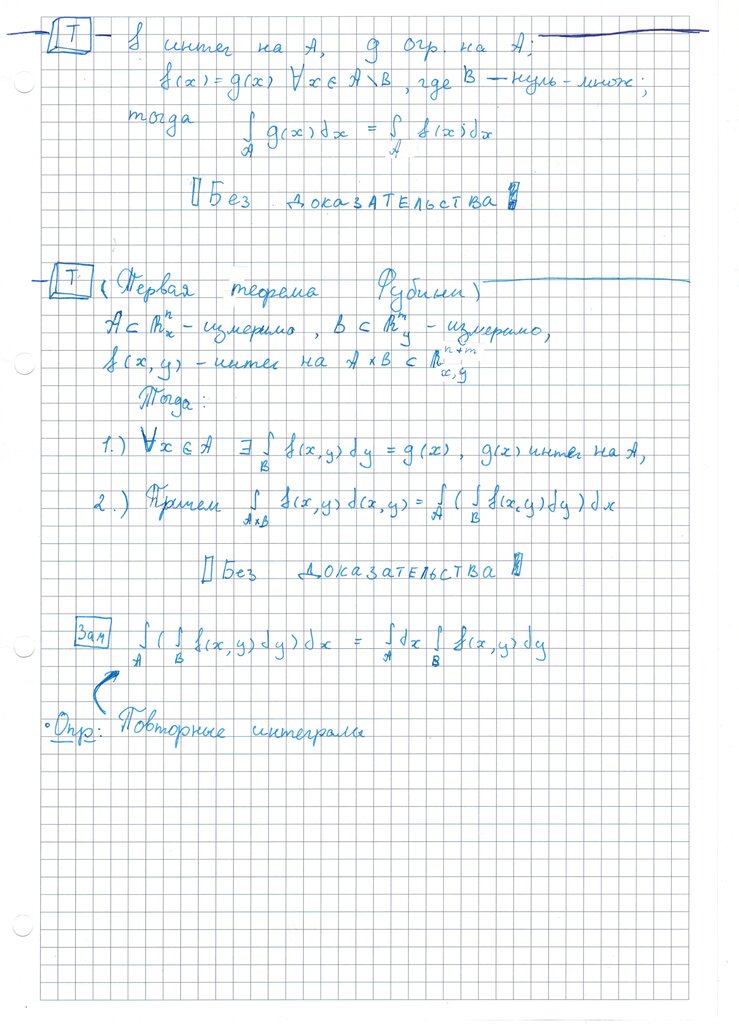 Т — f интег на A, g огр. на A;
f(x) = g(x) ∀x ∈ A \ B, где B — нуль-множ;
тогда ∫_A g(x)dx = ∫_A f(x)dx
▯ Без ДОКАЗАТЕЛЬСТВА ▮
Т (Первая теорема Фубини)
A ⊂ ℝ^n_x - измеримо, B ⊂ ℝ^m_y - измеримо,
f(x,y) - интег на A×B ⊂ ℝ^{n+m}_{x,y}
Тогда:
1.) ∀x ∈ A ∃ ∫_B f(x,y)dy = g(x), g(x) интег на A,
2.) Причем ∫_{A×B} f(x,y)d(x,y) = ∫_A (∫_B f(x,y)dy)dx
▯ Без ДОКАЗАТЕЛЬСТВА ▮
Зам ∫_A (∫_B f(x,y)dy)dx = ∫_A dx ∫_B f(x,y)dy
• Опр: Повторные интегралы